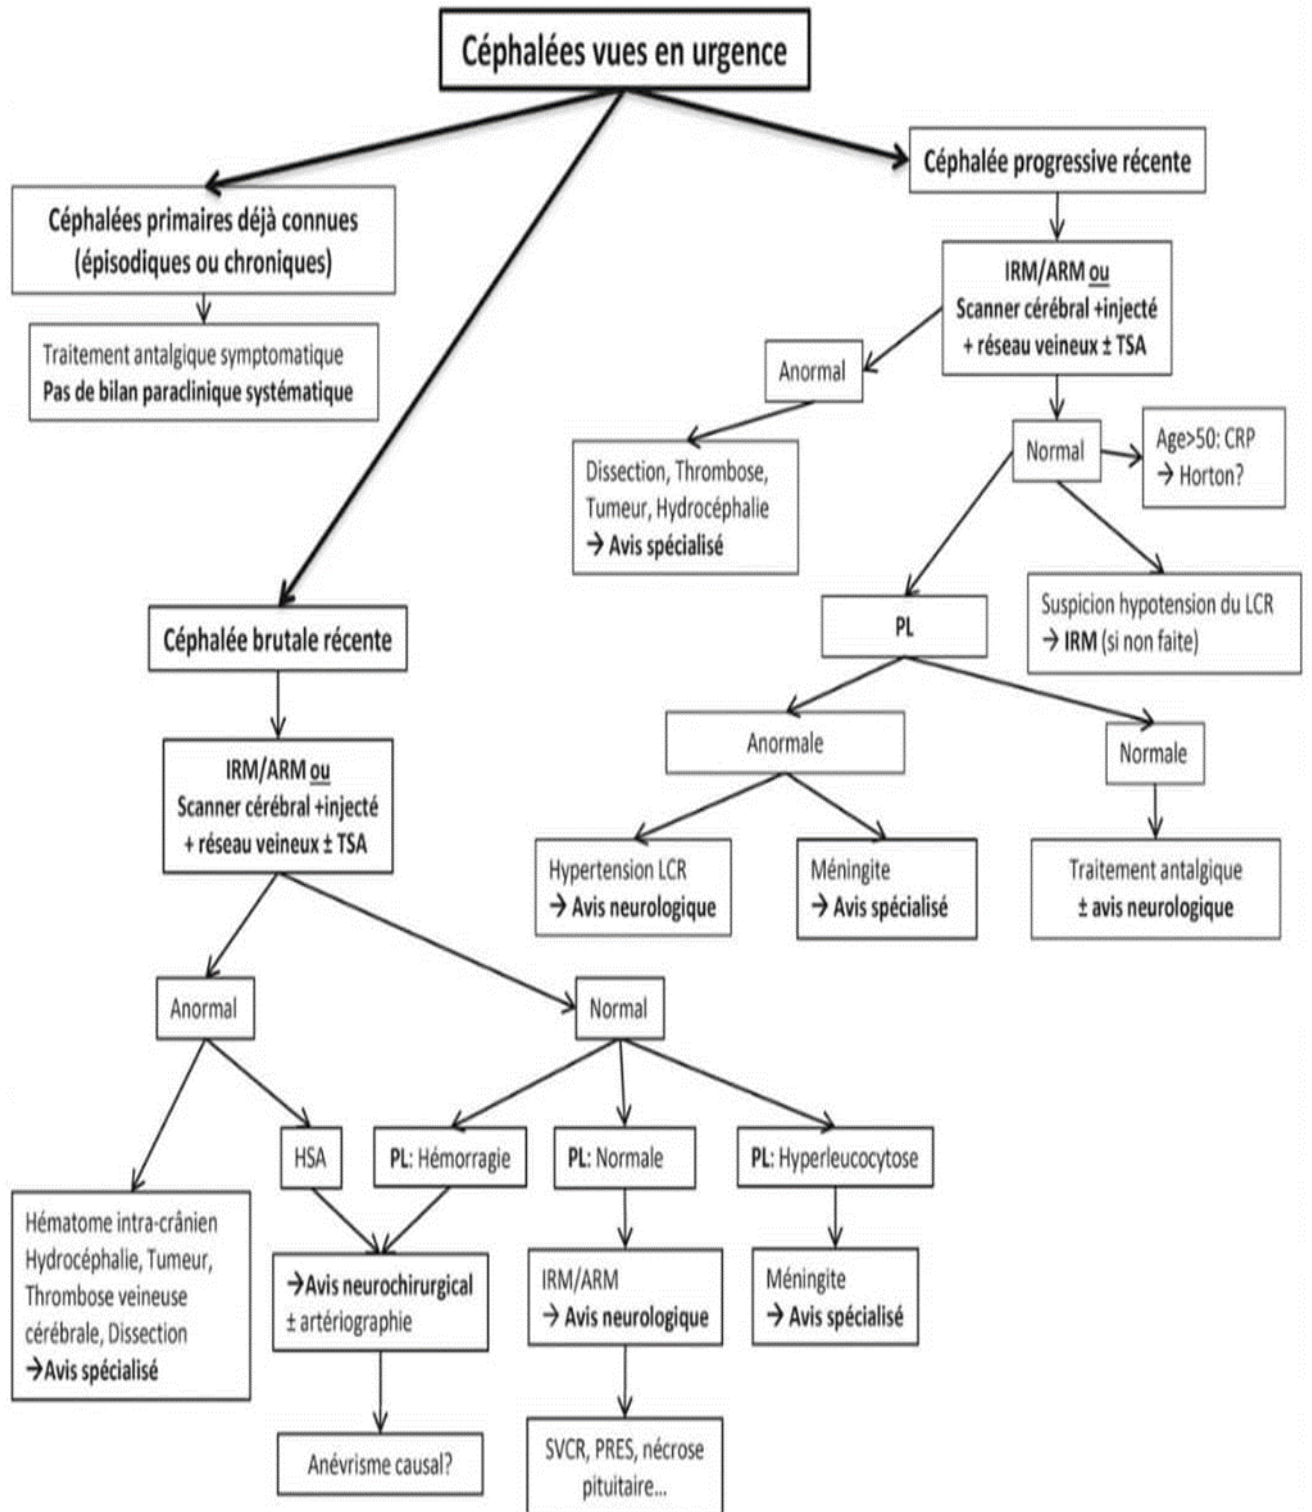 Céphalées vues en urgence
Céphalées primaires déjà connues
(épisodiques ou chroniques)
Traitement antalgique symptomatique
Pas de bilan paraclinique systématique
Céphalée progressive récente
IRM/ARM ou
Scanner cérébral +injecté
+ réseau veineux ± TSA
Anormal
Dissection, Thrombose,
Tumeur, Hydrocéphalie
→ Avis spécialisé
Normal
Age>50: CRP
→ Horton?
Suspicion hypotension du LCR
→ IRM (si non faite)
PL
Anormale
Normale
Hypertension LCR
→ Avis neurologique
Méningite
→ Avis spécialisé
Traitement antalgique
± avis neurologique
Céphalée brutale récente
IRM/ARM ou
Scanner cérébral +injecté
+ réseau veineux ± TSA
Anormal
Normal
HSA
PL: Hémorragie
PL: Normale
PL: Hyperleucocytose
Hématome intra-crânien
Hydrocéphalie, Tumeur,
Thrombose veineuse
cérébrale, Dissection
→Avis spécialisé
→Avis neurochirurgical
± artériographie
IRM/ARM
→ Avis neurologique
Méningite
→ Avis spécialisé
Anévrisme causal?
SVCR, PRES, nécrose
pituitaire...